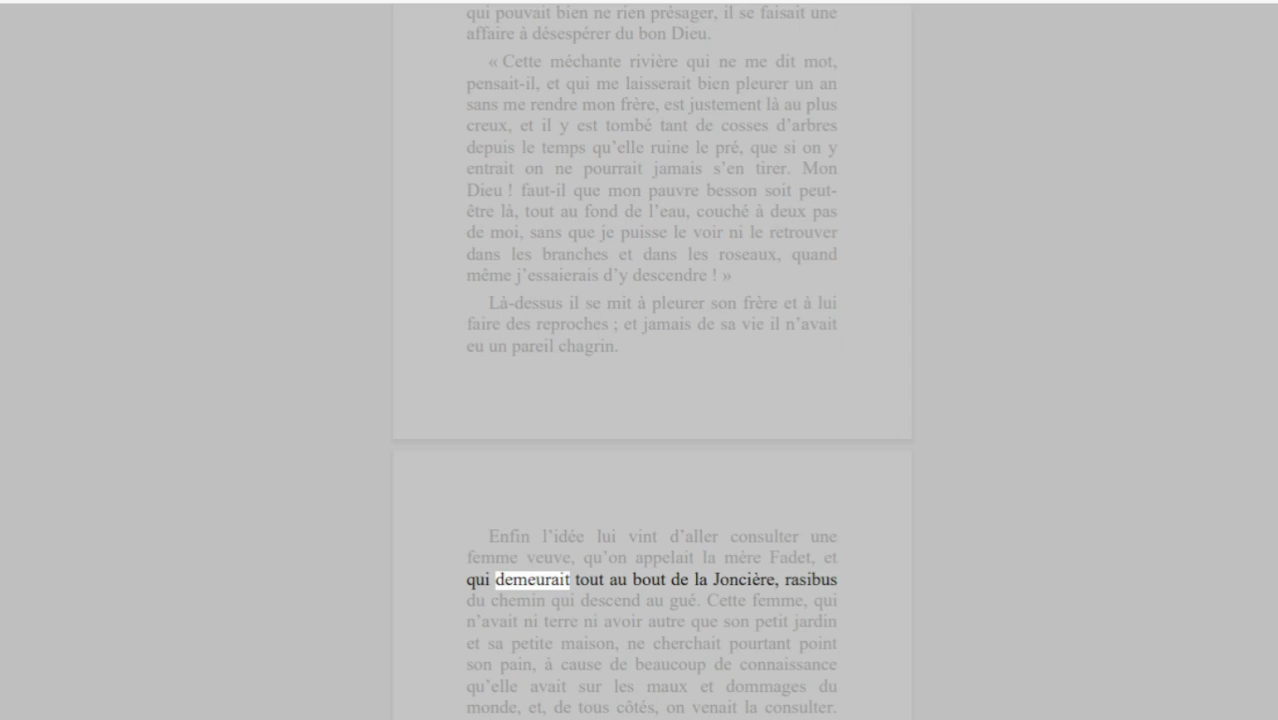 qui pouvait bien ne rien présager, il se faisait une
affaire à désespérer du bon Dieu.
« Cette méchante rivière qui ne me dit mot,
pensait-il, et qui me laisserait bien pleurer un an
sans me rendre mon frère, est justement là au plus
creux, et il y est tombé tant de cosses d’arbres
depuis le temps qu’elle ruine le pré, que si on y
entrait on ne pourrait jamais s’en tirer. Mon
Dieu ! faut-il que mon pauvre besson soit peut-
être là, tout au fond de l’eau, couché à deux pas
de moi, sans que je puisse le voir ni le retrouver
dans les branches et dans les roseaux, quand
même j’essaierais d’y descendre ! »
Là-dessus il se mit à pleurer son frère et à lui
faire des reproches ; et jamais de sa vie il n’avait
eu un pareil chagrin.
Enfin l’idée lui vint d’aller consulter une
femme veuve, qu’on appelait la mère Fadet, et
qui demeurait tout au bout de la Joncière, rasibus
du chemin qui descend au gué. Cette femme, qui
n’avait ni terre ni avoir autre que son petit jardin
et sa petite maison, ne cherchait pourtant point
son pain, à cause de beaucoup de connaissance
qu’elle avait sur les maux et dommages du
monde, et, de tous côtés, on venait la consulter.